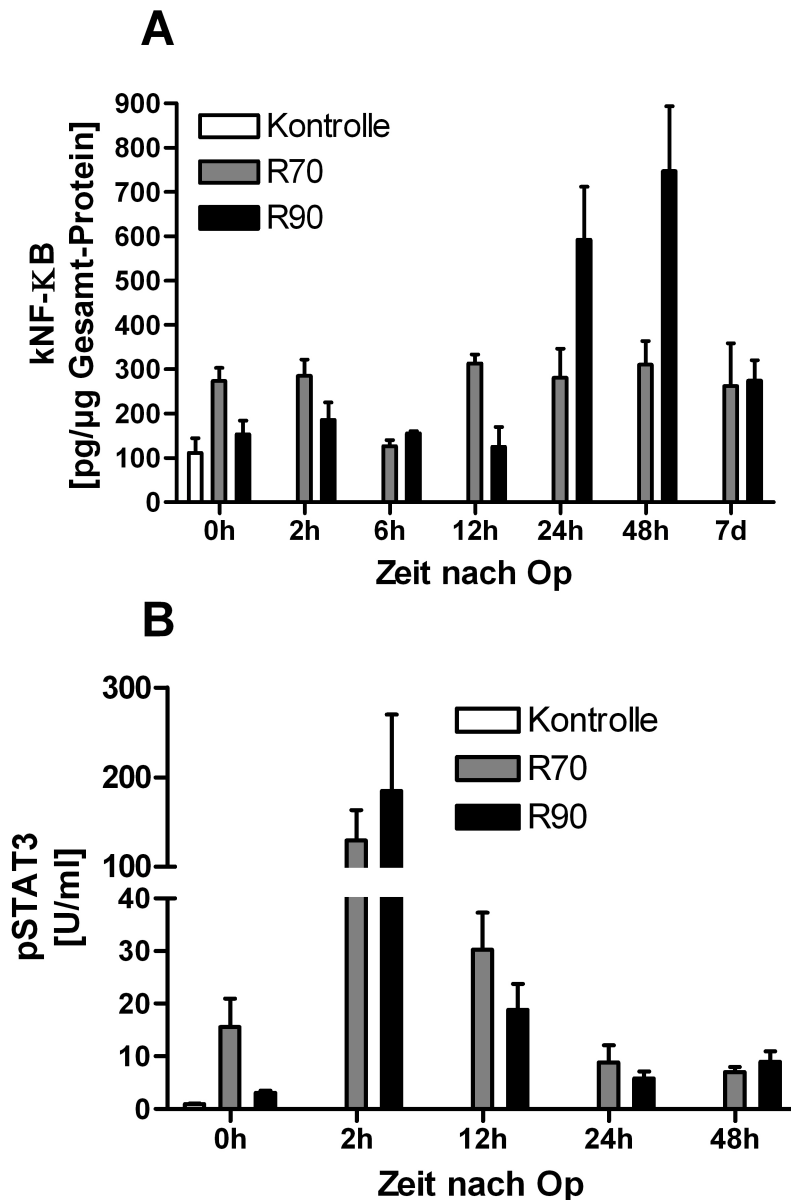 A
kNF-κB
[pg/µg Gesamt-Protein]
900
800
700
600
500
400
300
200
100
0
Kontrolle
R70
R90
0h 2h 6h 12h 24h 48h 7d
Zeit nach Op
B
pSTAT3
[U/ml]
300
200
100
40
30
20
10
0
Kontrolle
R70
R90
0h 2h 12h 24h 48h
Zeit nach Op